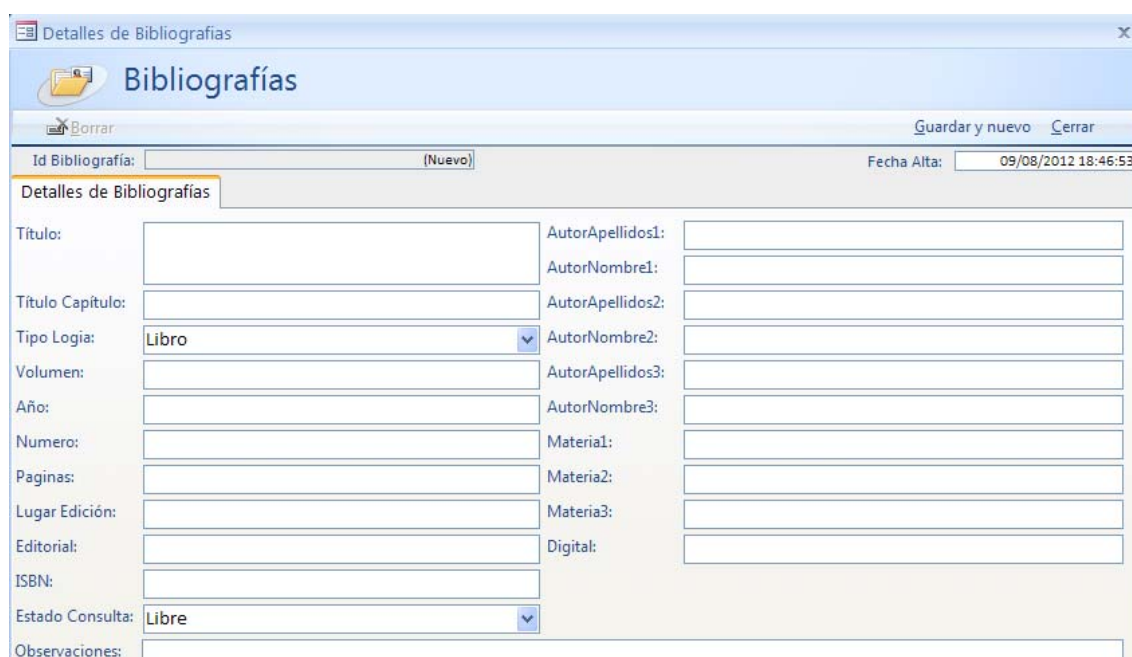 Detalles de Bibliografias
Bibliografías
Borrar
Guardar y nuevo Cerrar
Id Bibliografía: (Nuevo)
Fecha Alta: 09/08/2012 18:46:53
Detalles de Bibliografías
Título:
AutorApellidos1:
AutorNombre1:
Título Capítulo:
AutorApellidos2:
Tipo Logia: Libro
AutorNombre2:
Volumen:
AutorApellidos3:
Año:
AutorNombre3:
Numero:
Materia1:
Paginas:
Materia2:
Lugar Edición:
Materia3:
Editorial:
Digital:
ISBN:
Estado Consulta: Libre
Observaciones: